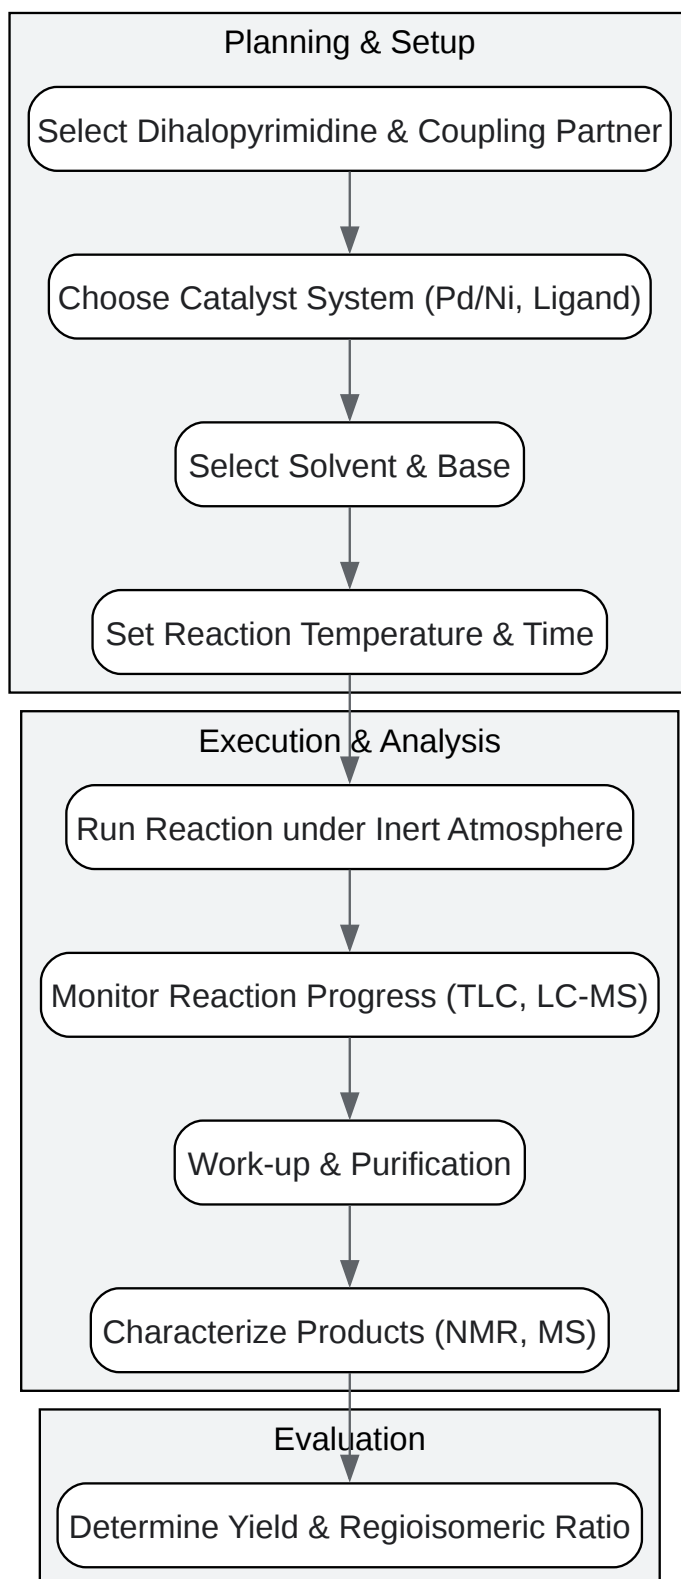 Planning & Setup
Select Dihalopyrimidine & Coupling Partner
Choose Catalyst System (Pd/Ni, Ligand)
Select Solvent & Base
Set Reaction Temperature & Time
Execution & Analysis
Run Reaction under Inert Atmosphere
Monitor Reaction Progress (TLC, LC-MS)
Work-up & Purification
Characterize Products (NMR, MS)
Evaluation
Determine Yield & Regioisomeric Ratio